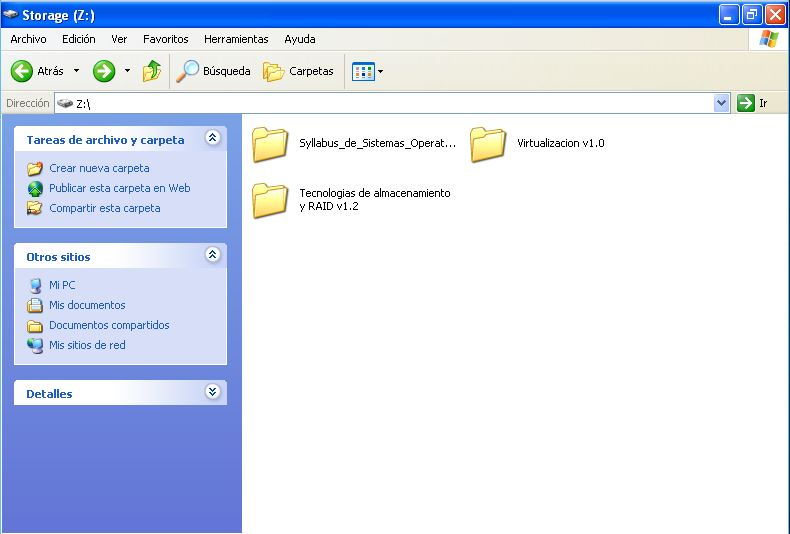 Storage (Z:)
Archivo Edición Ver Favoritos Herramientas Ayuda
Atrás Búsqueda Carpetas
Dirección Z:\ Ir
Tareas de archivo y carpeta
Crear nueva carpeta
Publicar esta carpeta en Web
Compartir esta carpeta
Otros sitios
Mi PC
Mis documentos
Documentos compartidos
Mis sitios de red
Detalles
Syllabus_de_Sistemas_Operat...
Virtualizacion v1.0
Tecnologias de almacenamiento
y RAID v1.2